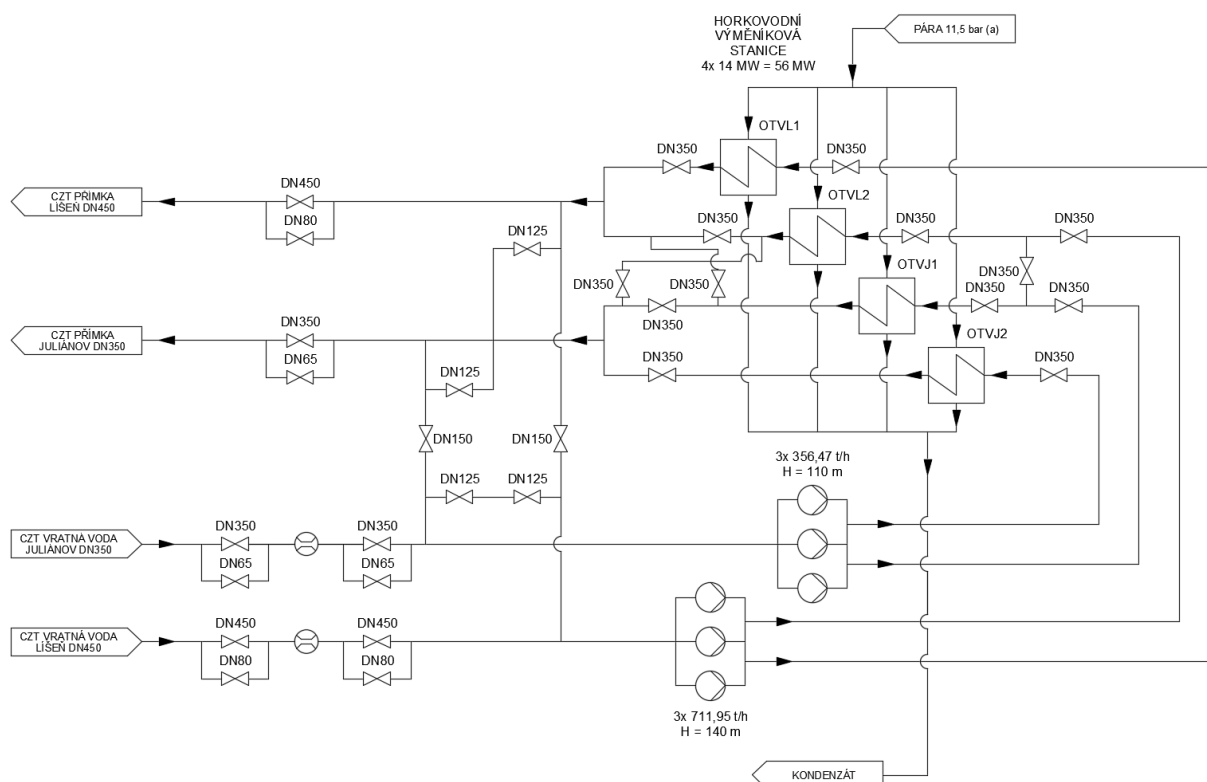 HORKOVODNÍ
VÝMĚNÍKOVÁ
STANICE
4x 14 MW = 56 MW
PÁRA 11,5 bar (a)
OTVL1
DN350
DN350
CZT PŘÍMKA
LÍŠEŇ DN450
DN450
DN80
OTVL2
DN125
DN350
DN350
DN350
DN350
OTVJ1
DN350
DN350
DN350
DN350
DN350
CZT PŘÍMKA
JULIÁNOV DN350
DN350
DN65
OTVJ2
DN125
DN350
DN350
DN150
DN150
3x 356,47 t/h
H = 110 m
DN125
DN125
CZT VRATNÁ VODA
JULIÁNOV DN350
DN350
DN350
DN65
DN65
CZT VRATNÁ VODA
LÍŠEŇ DN450
DN450
DN450
DN80
DN80
3x 711,95 t/h
H = 140 m
KONDENZÁT